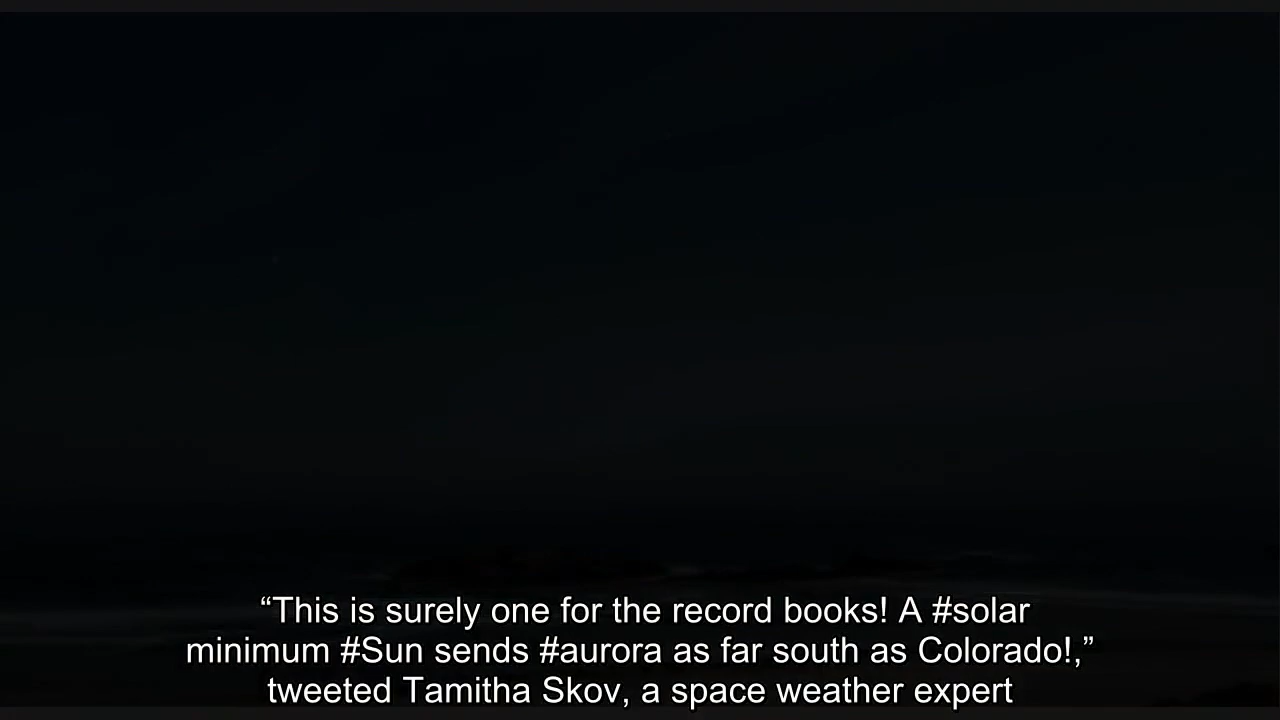 “This is surely one for the record books! A #solar
minimum #Sun sends #aurora as far south as Colorado!,”
tweeted Tamitha Skov, a space weather expert